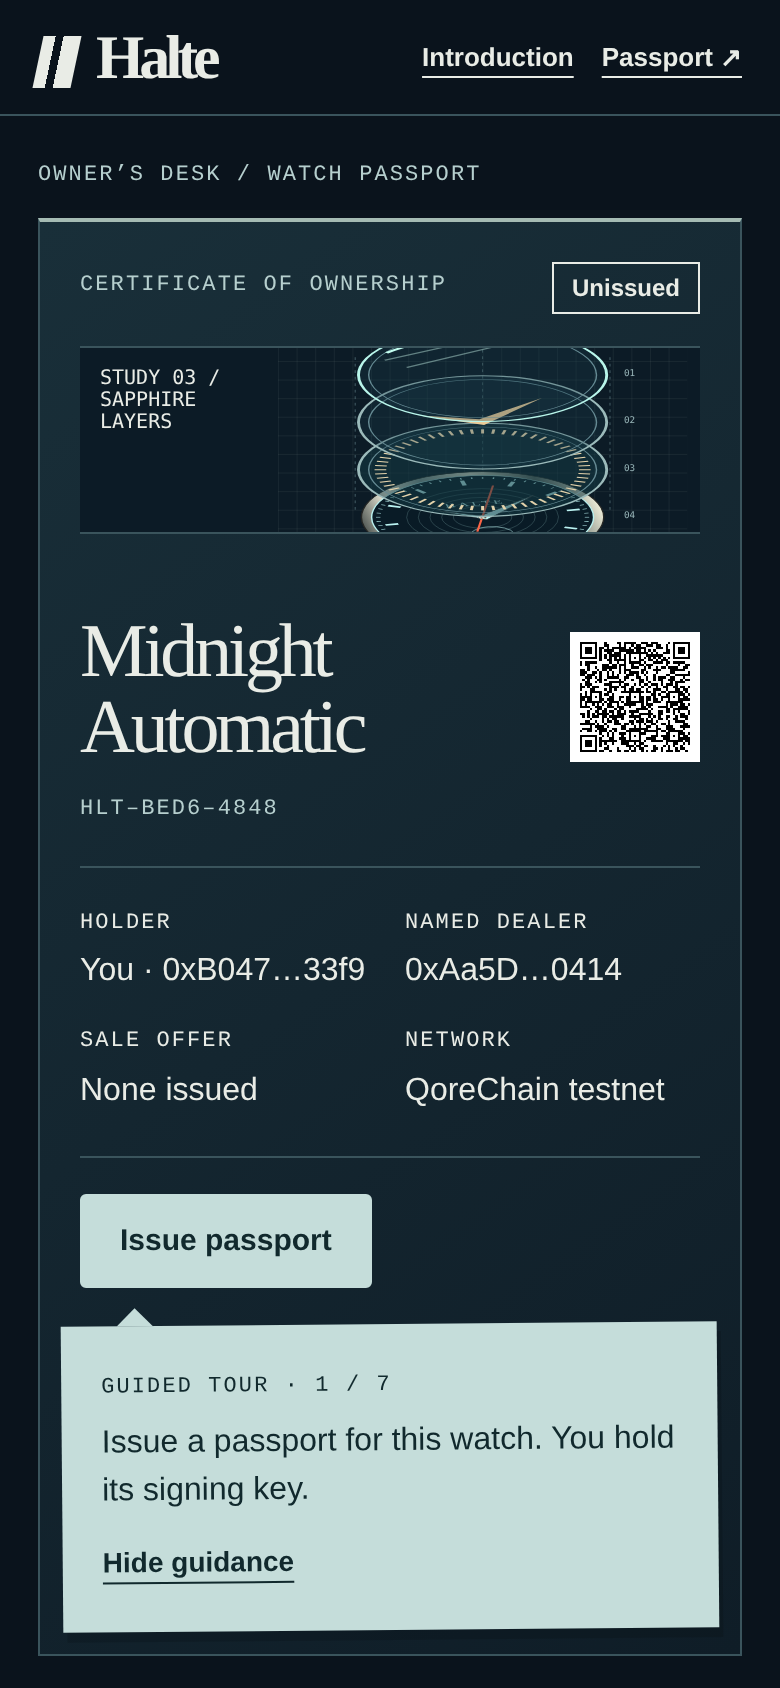 Halte
Introduction Passport ↗
OWNER’S DESK / WATCH PASSPORT
CERTIFICATE OF OWNERSHIP
Unissued
STUDY 03 /
SAPPHIRE
LAYERS
01
02
03
04
Midnight
Automatic
HLT–BED6–4848
HOLDER
You · 0xB047…33f9
NAMED DEALER
0xAa5D…0414
SALE OFFER
None issued
NETWORK
QoreChain testnet
Issue passport
GUIDED TOUR · 1 / 7
Issue a passport for this watch. You hold
its signing key.
Hide guidance